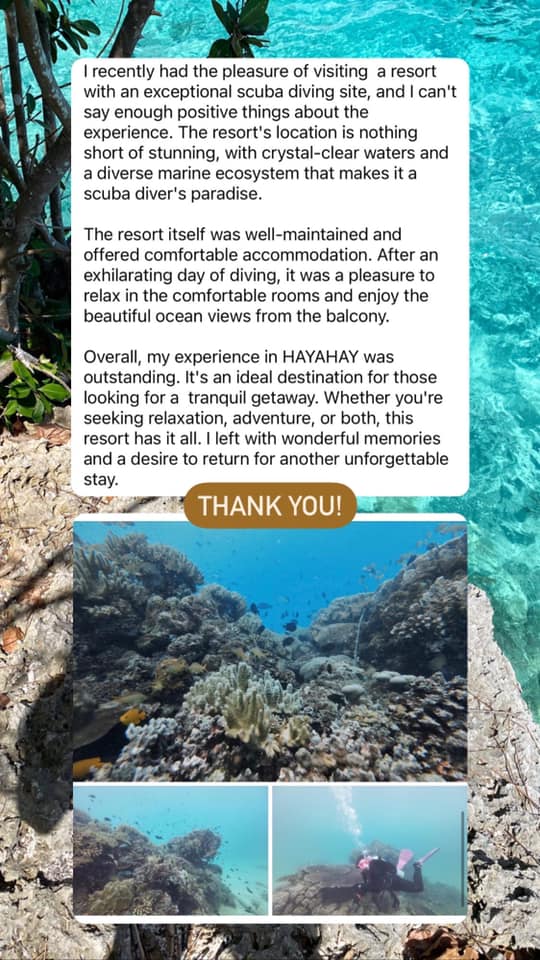 I recently had the pleasure of visiting  a resort
with an exceptional scuba diving site, and I can't
say enough positive things about the
experience. The resort's location is nothing
short of stunning, with crystal-clear waters and
a diverse marine ecosystem that makes it a
scuba diver's paradise.
The resort itself was well-maintained and
offered comfortable accommodation. After an
exhilarating day of diving, it was a pleasure to
relax in the comfortable rooms and enjoy the
beautiful ocean views from the balcony.
Overall, my experience in HAYAHAY was
outstanding. It's an ideal destination for those
looking for a  tranquil getaway. Whether you're
seeking relaxation, adventure, or both, this
resort has it all. I left with wonderful memories
and a desire to return for another unforgettable
stay.
THANK YOU!